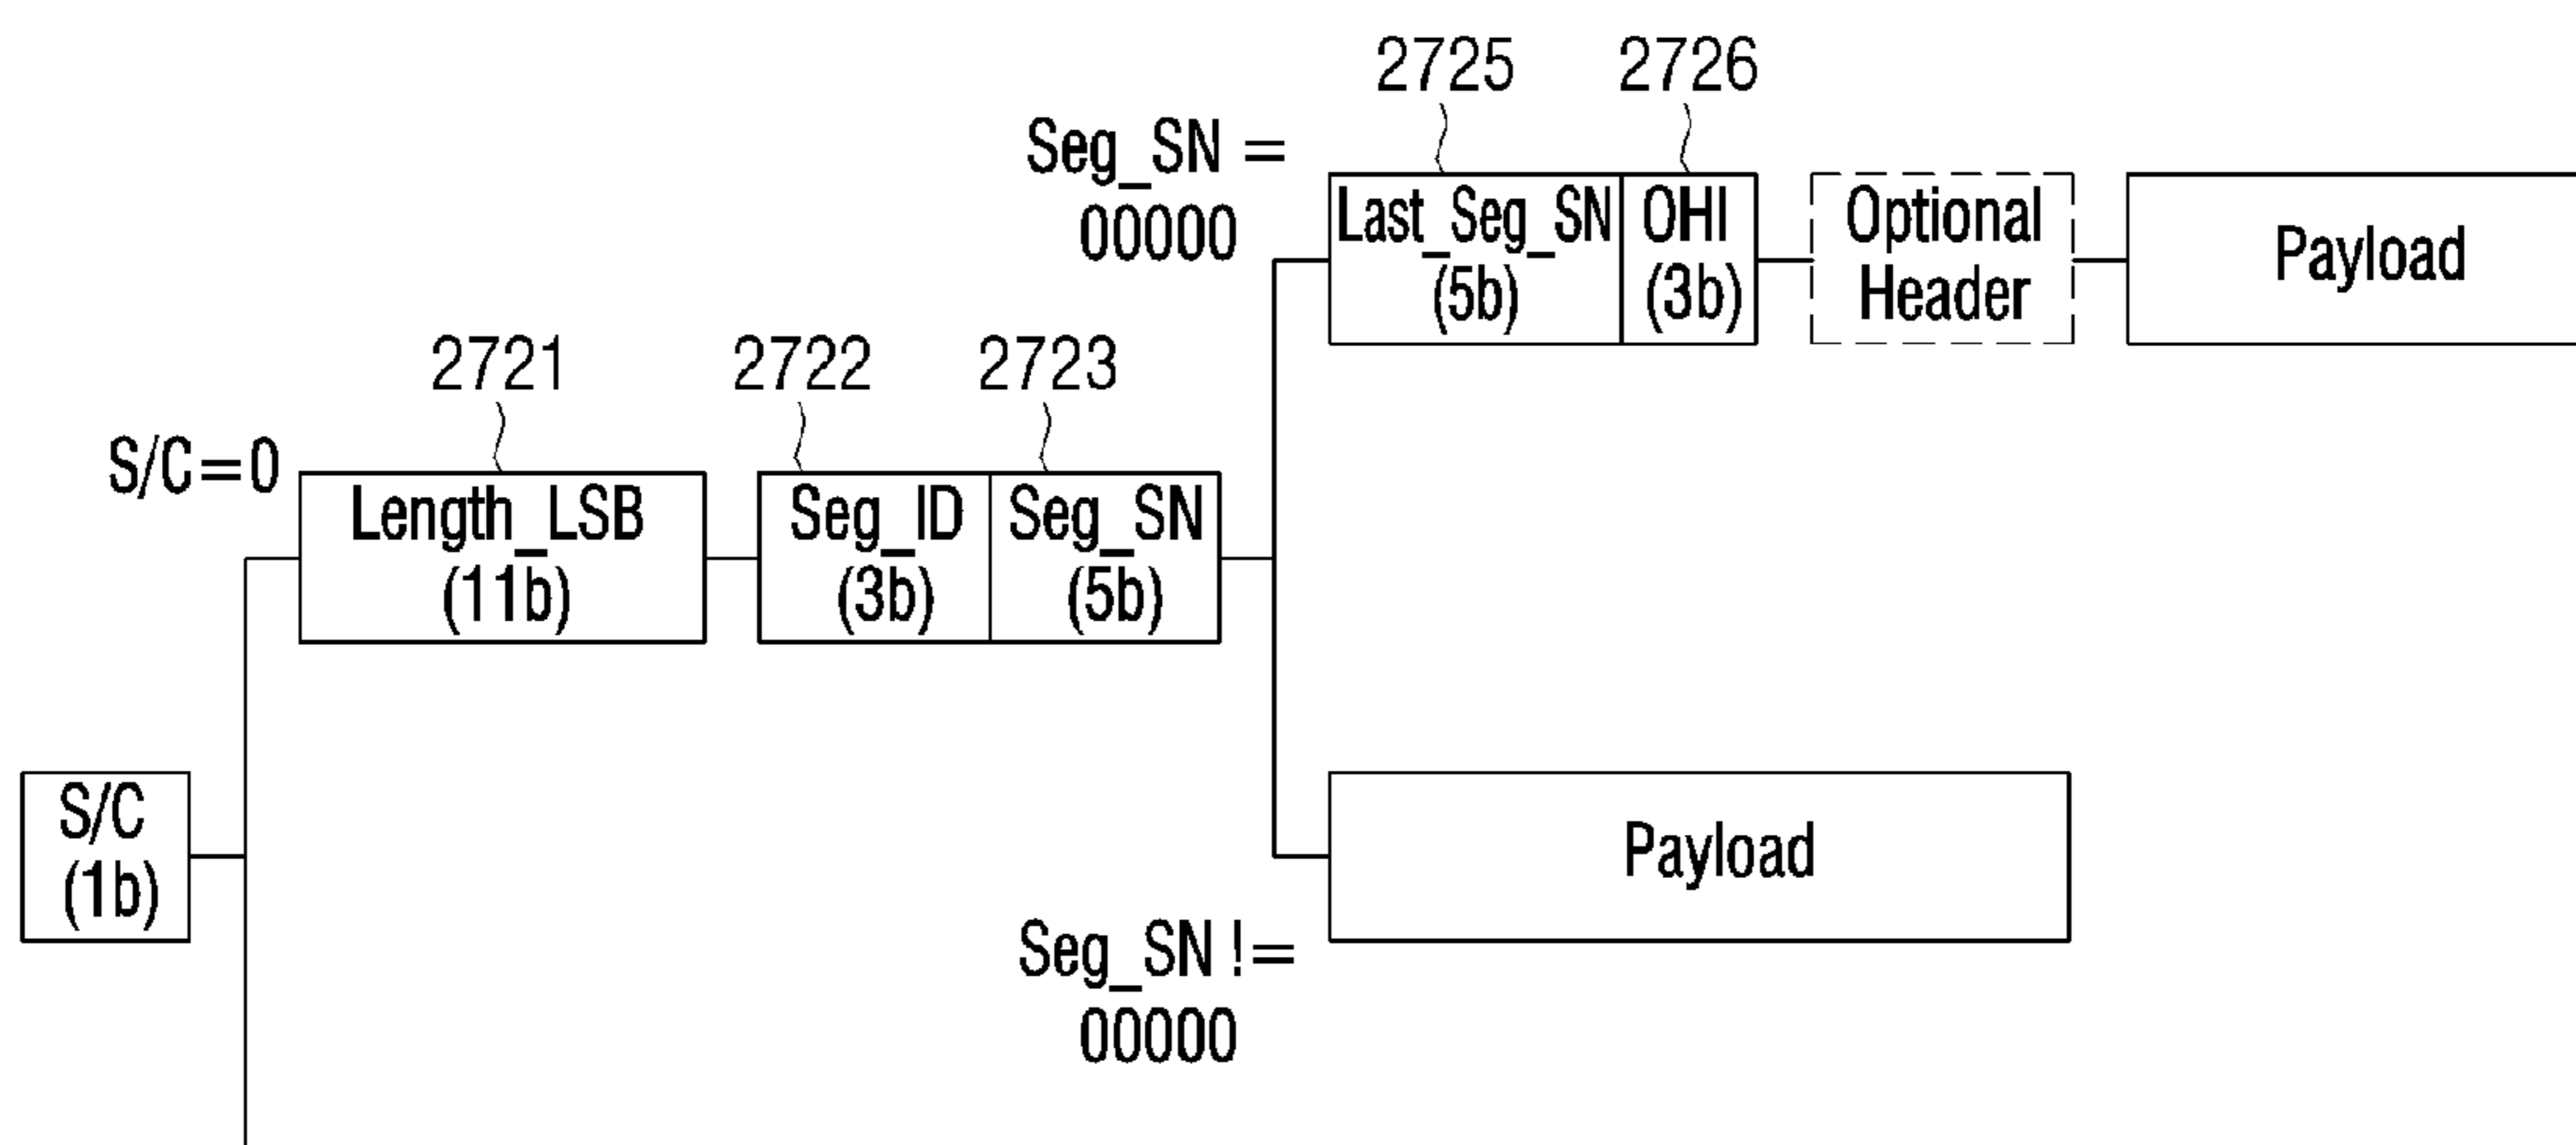 2725 2726
Seg_SN =
00000
Last_Seg_SN
(5b)
OHI
(3b)
Optional
Header
Payload
2721 2722 2723
S/C=0
Length_LSB
(11b)
Seg_ID
(3b)
Seg_SN
(5b)
S/C
(1b)
Payload
Seg_SN !=
00000